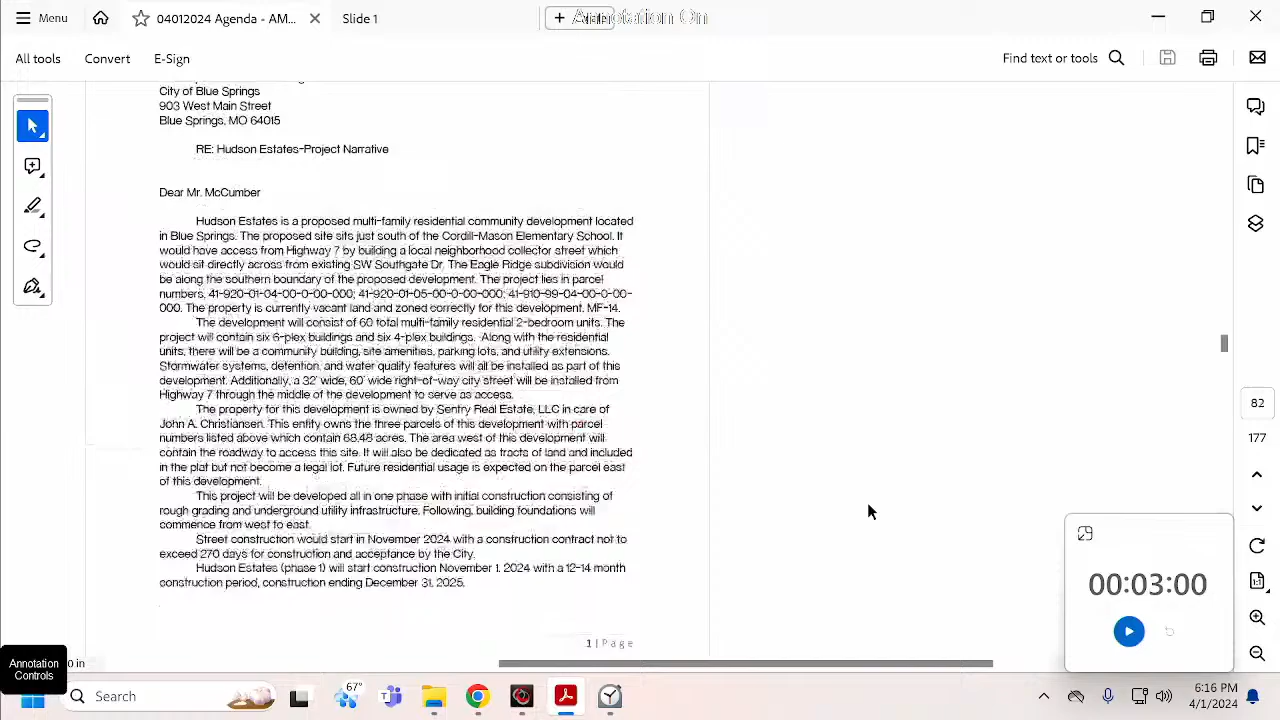 Menu
04012024 Agenda - AM...
Slide 1
Annotation On
All tools
Convert
E-Sign
Find text or tools
City of Blue Springs
903 West Main Street
Blue Springs, MO 64015
RE: Hudson Estates-Project Narrative
Dear Mr. McCumber
Hudson Estates is a proposed multi-family residential community development located
in Blue Springs. The proposed site sits just south of the Cordill-Mason Elementary School. It
would have access from Highway 7 by building a local neighborhood collector street which
would sit directly across from existing SW Southgate Dr. The Eagle Ridge subdivision would
be along the southern boundary of the proposed development. The project lies in parcel
numbers, 41-920-01-04-00-0-00-000; 41-920-01-05-00-0-00-000; 41-910-99-04-00-0-00-
000. The property is currently vacant land and zoned correctly for this development, MF-14.
The development will consist of 60 total multi-family residential 2-bedroom units. The
project will contain six 6-plex buildings and six 4-plex buildings. Along with the residential
units, there will be a community building, site amenities, parking lots, and utility extensions.
Stormwater systems, detention, and water quality features will all be installed as part of this
development. Additionally, a 32' wide, 60' wide right-of-way city street will be installed from
Highway 7 through the middle of the development to serve as access.
The property for this development is owned by Sentry Real Estate, LLC in care of
John A. Christiansen. This entity owns the three parcels of this development with parcel
numbers listed above which contain 68.48 acres. The area west of this development will
contain the roadway to access this site. It will also be dedicated as tracts of land and included
in the plat but not become a legal lot. Future residential usage is expected on the parcel east
of this development.
This project will be developed all in one phase with initial construction consisting of
rough grading and underground utility infrastructure. Following, building foundations will
commence from west to east.
Street construction would start in November 2024 with a construction contract not to
exceed 270 days for construction and acceptance by the City.
Hudson Estates (phase 1) will start construction November 1, 2024 with a 12-14 month
construction period, construction ending December 31, 2025.
1 | Page
82
177
00:03:00
Annotation
Controls
0 in
Search
67°
6:16 PM
4/1/2024